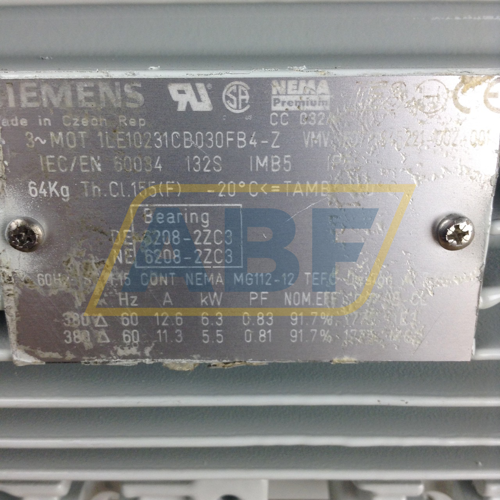 SIEMENS
NEMA
Premium
Made in Czech Rep.
CC 032A
3~MOT 1LE10231CB030FB4-Z
IEC/EN 60034 132S IMB5
64Kg Th.Cl.155(F) -20°C<=TAMB
Bearing
DE 6208-2ZC3
NE 6208-2ZC3
60H CONT NEMA MG112-12 TEFC Design A
Hz A kW PF NOM.EFF
380 Δ 60 12.6 6.3 0.83 91.7%
380 Δ 60 11.3 5.5 0.81 91.7%
ABF